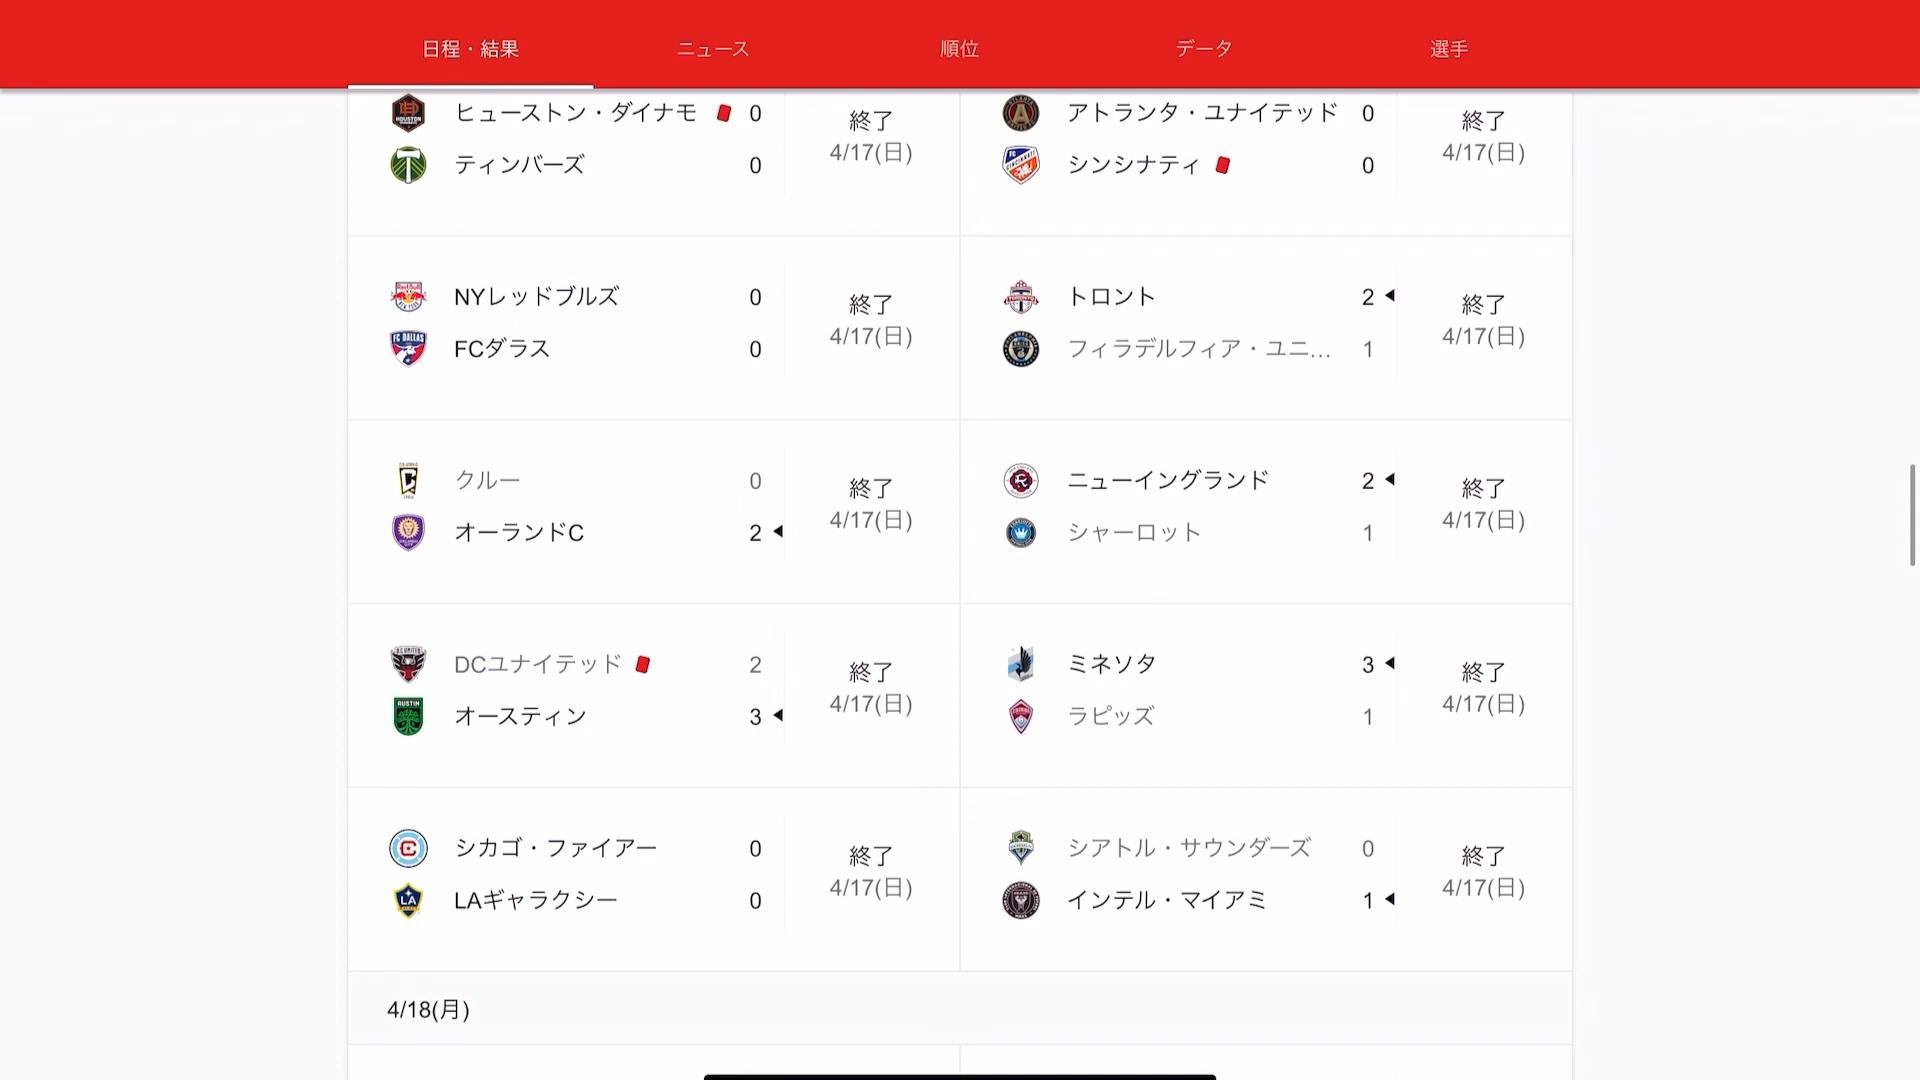 日程・結果
ニュース
順位
データ
選手
ヒューストン・ダイナモ 0
ティンバーズ 0
終了
4/17(日)
アトランタ・ユナイテッド 0
シンシナティ 0
終了
4/17(日)
NYレッドブルズ 0
FCダラス 0
終了
4/17(日)
トロント 2
フィラデルフィア・ユニ... 1
終了
4/17(日)
クルー 0
オーランドC 2
終了
4/17(日)
ニューイングランド 2
シャーロット 1
終了
4/17(日)
DCユナイテッド 2
オースティン 3
終了
4/17(日)
ミネソタ 3
ラピッズ 1
終了
4/17(日)
シカゴ・ファイアー 0
LAギャラクシー 0
終了
4/17(日)
シアトル・サウンダーズ 0
インテル・マイアミ 1
終了
4/17(日)
4/18(月)